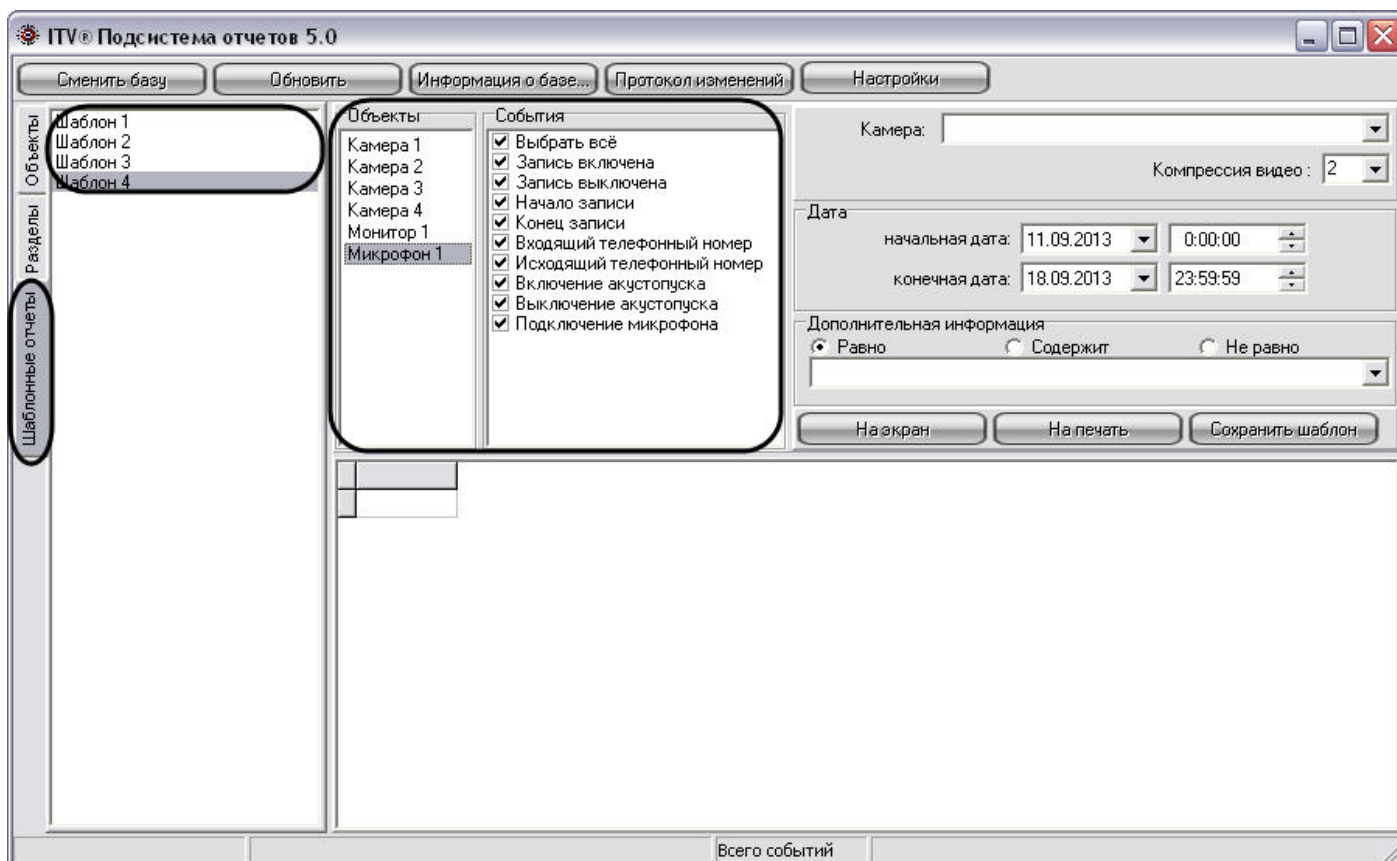 ITV® Подсистема отчетов 5.0
Сменить базу
Обновить
Информация о базе...
Протокол изменений
Настройки
Объекты
Разделы
Шаблонные отчеты
Шаблон 1
Шаблон 2
Шаблон 3
Шаблон 4
Объекты
Камера 1
Камера 2
Камера 3
Камера 4
Монитор 1
Микрофон 1
События
Выбрать всё
Запись включена
Запись выключена
Начало записи
Конец записи
Входящий телефонный номер
Исходящий телефонный номер
Включение акустопуска
Выключение акустопуска
Подключение микрофона
Камера:
Компрессия видео : 2
Дата
начальная дата: 11.09.2013 0:00:00
конечная дата: 18.09.2013 23:59:59
Дополнительная информация
Равно
Содержит
Не равно
На экран
На печать
Сохранить шаблон
Всего событий